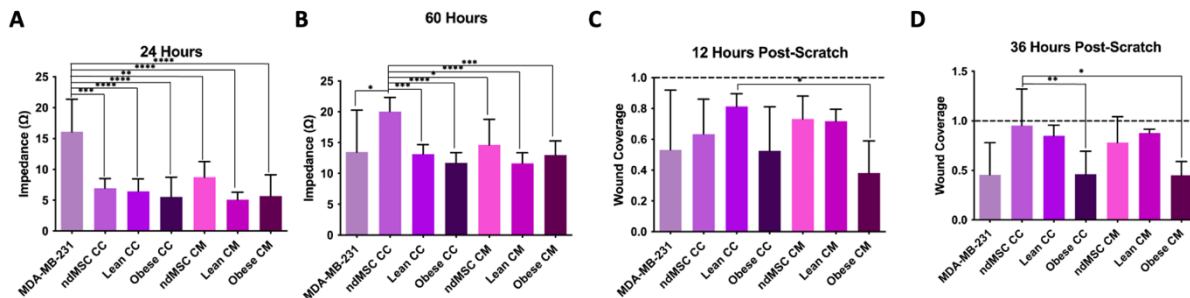 A
24 Hours
****
****
**
****
****
***
25
20
15
10
5
0
Impedance (Ω)
MDA-MB-231
ndMSC CC
Lean CC
Obese CC
ndMSC CM
Lean CM
Obese CM
B
60 Hours
***
****
*
****
***
*
25
20
15
10
5
0
Impedance (Ω)
MDA-MB-231
ndMSC CC
Lean CC
Obese CC
ndMSC CM
Lean CM
Obese CM
C
12 Hours Post-Scratch
*
1.0
0.8
0.6
0.4
0.2
0.0
Wound Coverage
MDA-MB-231
ndMSC CC
Lean CC
Obese CC
ndMSC CM
Lean CM
Obese CM
D
36 Hours Post-Scratch
*
**
1.5
1.0
0.5
0.0
Wound Coverage
MDA-MB-231
ndMSC CC
Lean CC
Obese CC
ndMSC CM
Lean CM
Obese CM